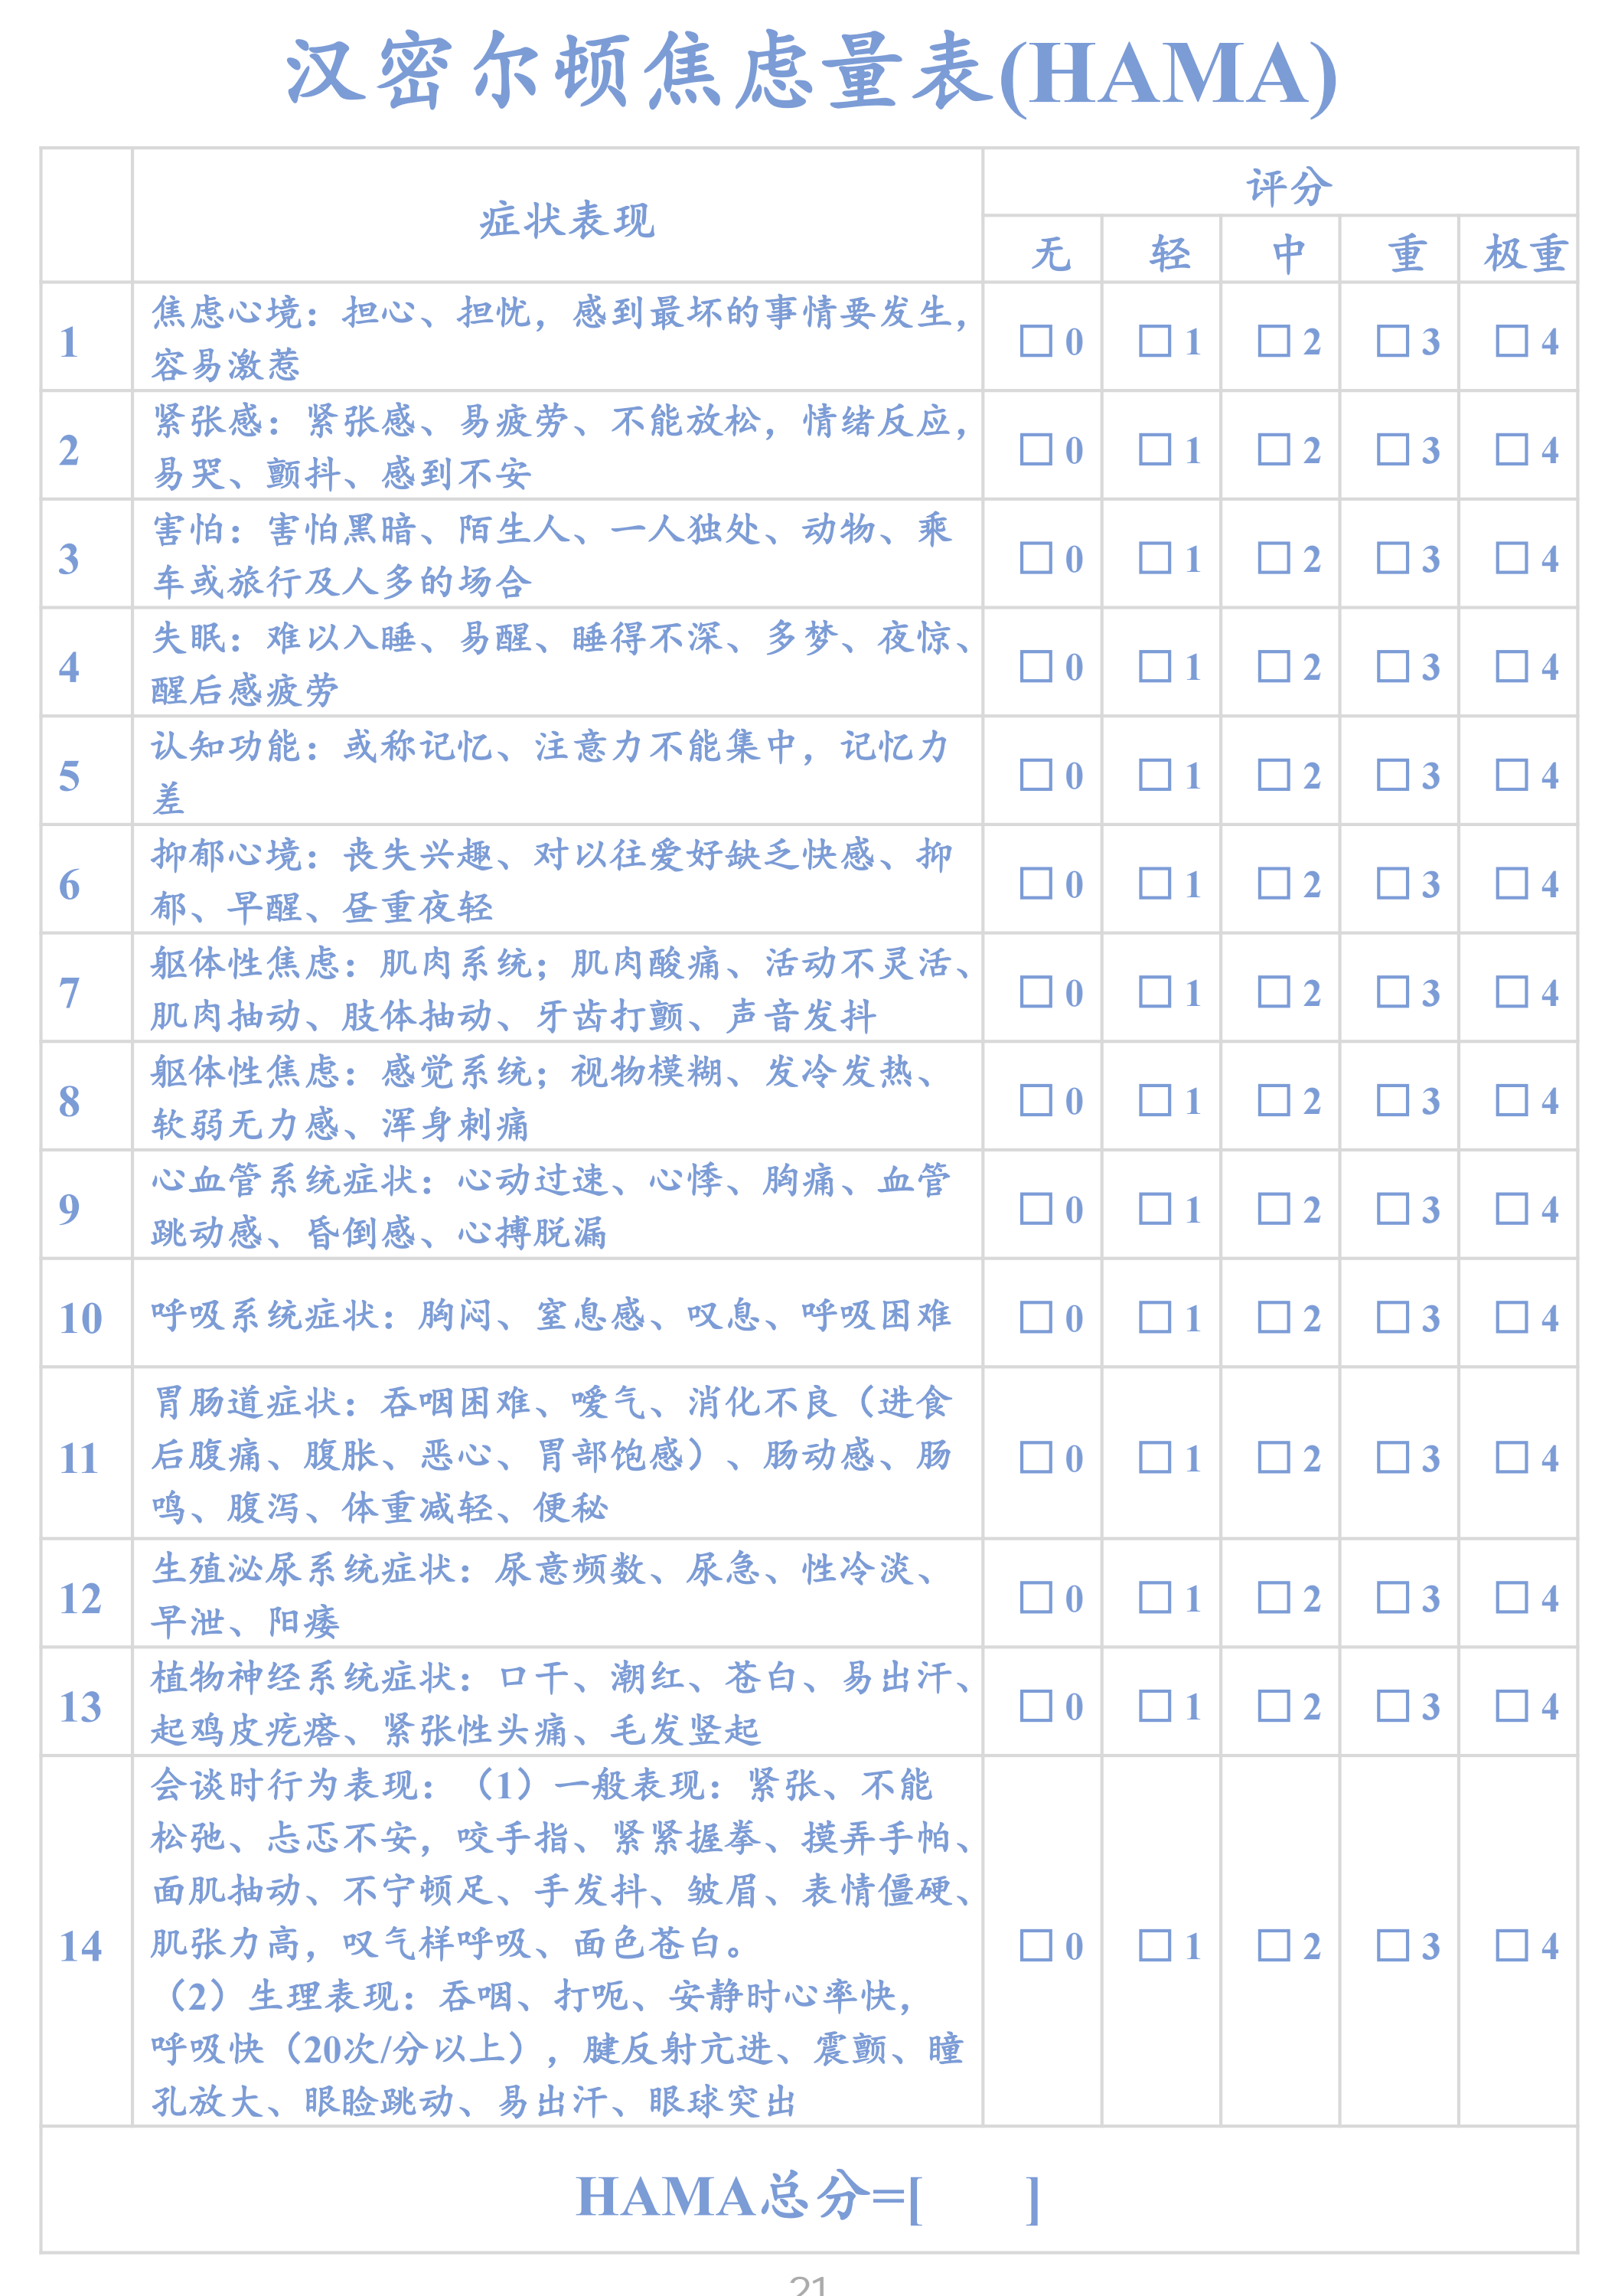 汉密尔顿焦虑量表(HAMA)
症状表现
评分
无 轻 中 重 极重
1
焦虑心境：担心、担忧，感到最坏的事情要发生，
容易激惹
□0 □1 □2 □3 □4
2
紧张感：紧张感、易疲劳、不能放松，情绪反应，
易哭、颤抖、感到不安
□0 □1 □2 □3 □4
3
害怕：害怕黑暗、陌生人、一人独处、动物、乘
车或旅行及人多的场合
□0 □1 □2 □3 □4
4
失眠：难以入睡、易醒、睡得不深、多梦、夜惊、
醒后感疲劳
□0 □1 □2 □3 □4
5
认知功能：或称记忆、注意力不能集中，记忆力
差
□0 □1 □2 □3 □4
6
抑郁心境：丧失兴趣、对以往爱好缺乏快感、抑
郁、早醒、昼重夜轻
□0 □1 □2 □3 □4
7
躯体性焦虑：肌肉系统；肌肉酸痛、活动不灵活、
肌肉抽动、肢体抽动、牙齿打颤、声音发抖
□0 □1 □2 □3 □4
8
躯体性焦虑：感觉系统；视物模糊、发冷发热、
软弱无力感、浑身刺痛
□0 □1 □2 □3 □4
9
心血管系统症状：心动过速、心悸、胸痛、血管
跳动感、昏倒感、心搏脱漏
□0 □1 □2 □3 □4
10
呼吸系统症状：胸闷、窒息感、叹息、呼吸困难
□0 □1 □2 □3 □4
11
胃肠道症状：吞咽困难、嗳气、消化不良（进食
后腹痛、腹胀、恶心、胃部饱感）、肠动感、肠
鸣、腹泻、体重减轻、便秘
□0 □1 □2 □3 □4
12
生殖泌尿系统症状：尿意频数、尿急、性冷淡、
早泄、阳痿
□0 □1 □2 □3 □4
13
植物神经系统症状：口干、潮红、苍白、易出汗、
起鸡皮疙瘩、紧张性头痛、毛发竖起
□0 □1 □2 □3 □4
14
会谈时行为表现：（1）一般表现：紧张、不能
松弛、忐忑不安，咬手指、紧紧握拳、摸弄手帕、
面肌抽动、不宁顿足、手发抖、皱眉、表情僵硬、
肌张力高，叹气样呼吸、面色苍白。
（2）生理表现：吞咽、打呃、安静时心率快，
呼吸快（20次/分以上），腱反射亢进、震颤、瞳
孔放大、眼睑跳动、易出汗、眼球突出
□0 □1 □2 □3 □4
HAMA总分=[ ]
21